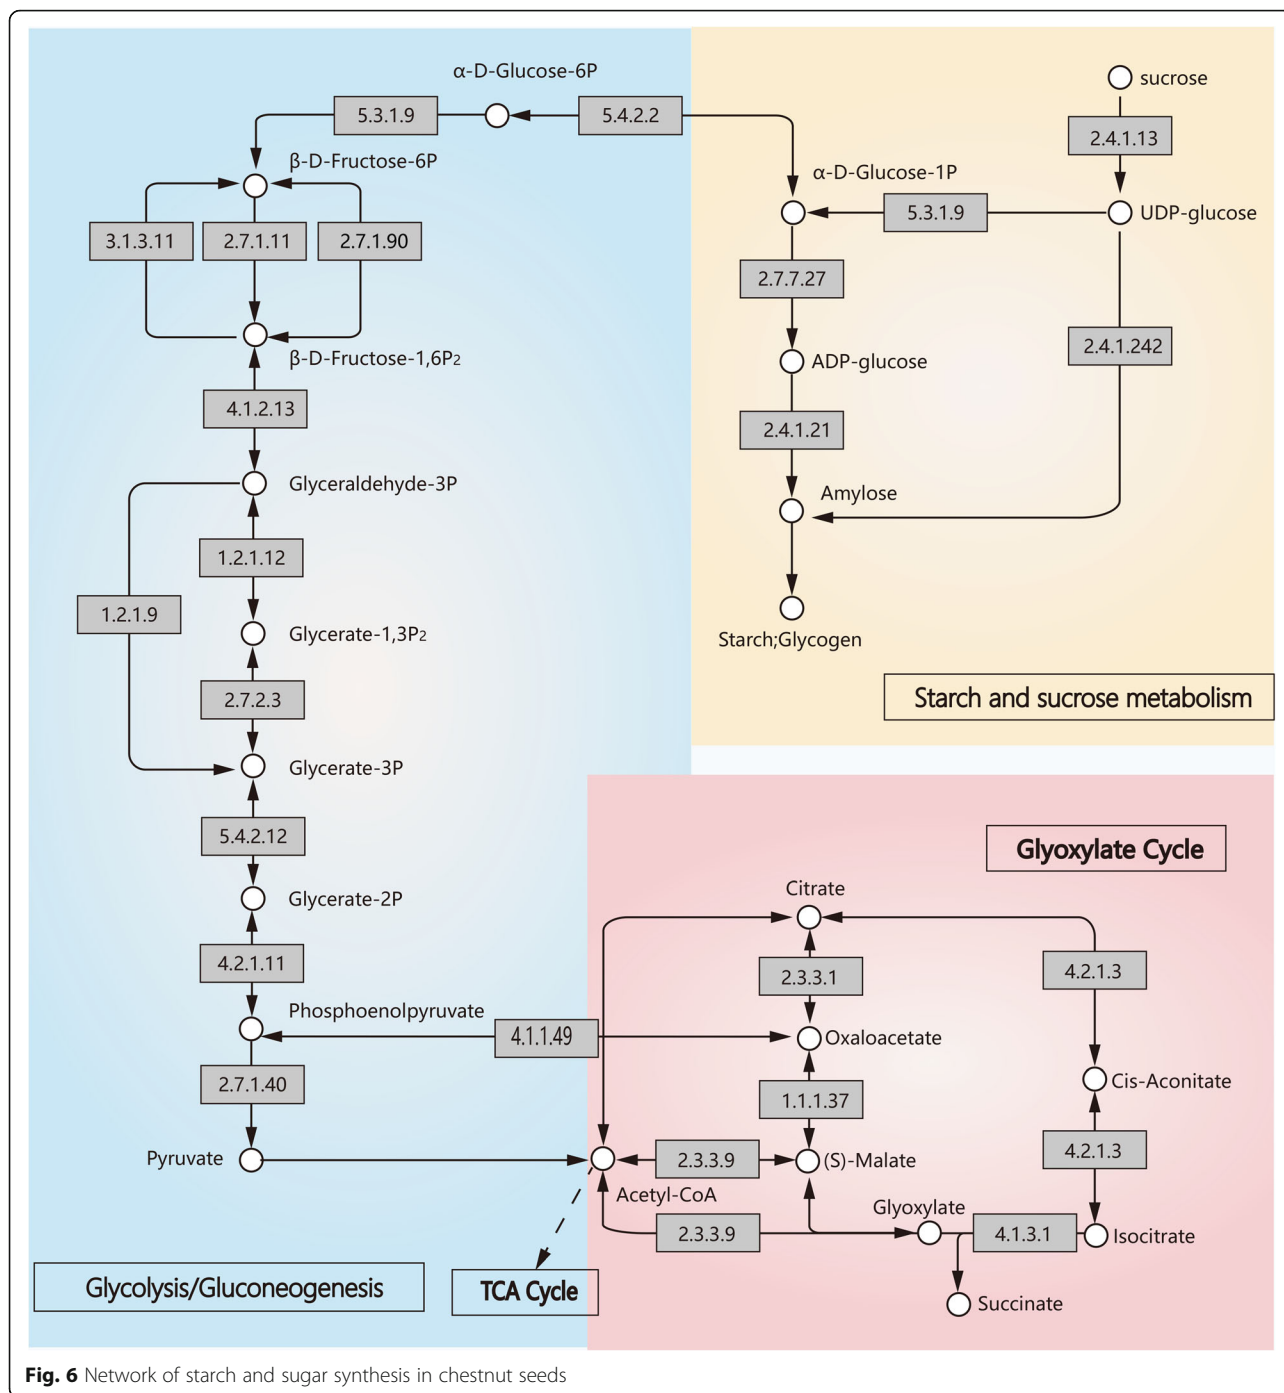 α-D-Glucose-6P
sucrose
5.3.1.9
5.4.2.2
2.4.1.13
β-D-Fructose-6P
α-D-Glucose-1P
5.3.1.9
UDP-glucose
3.1.3.11
2.7.1.11
2.7.1.90
2.7.7.27
β-D-Fructose-1,6P2
ADP-glucose
2.4.1.242
4.1.2.13
2.4.1.21
Glyceraldehyde-3P
Amylose
1.2.1.12
1.2.1.9
Glycerate-1,3P2
Starch;Glycogen
2.7.2.3
Starch and sucrose metabolism
Glycerate-3P
5.4.2.12
Glyoxylate Cycle
Glycerate-2P
Citrate
4.2.1.11
2.3.3.1
4.2.1.3
Phosphoenolpyruvate
4.1.1.49
Oxaloacetate
2.7.1.40
1.1.1.37
Cis-Aconitate
Pyruvate
2.3.3.9
(S)-Malate
4.2.1.3
Acetyl-CoA
Glyoxylate
2.3.3.9
4.1.3.1
Isocitrate
Glycolysis/Gluconeogenesis
TCA Cycle
Succinate
Fig. 6 Network of starch and sugar synthesis in chestnut seeds